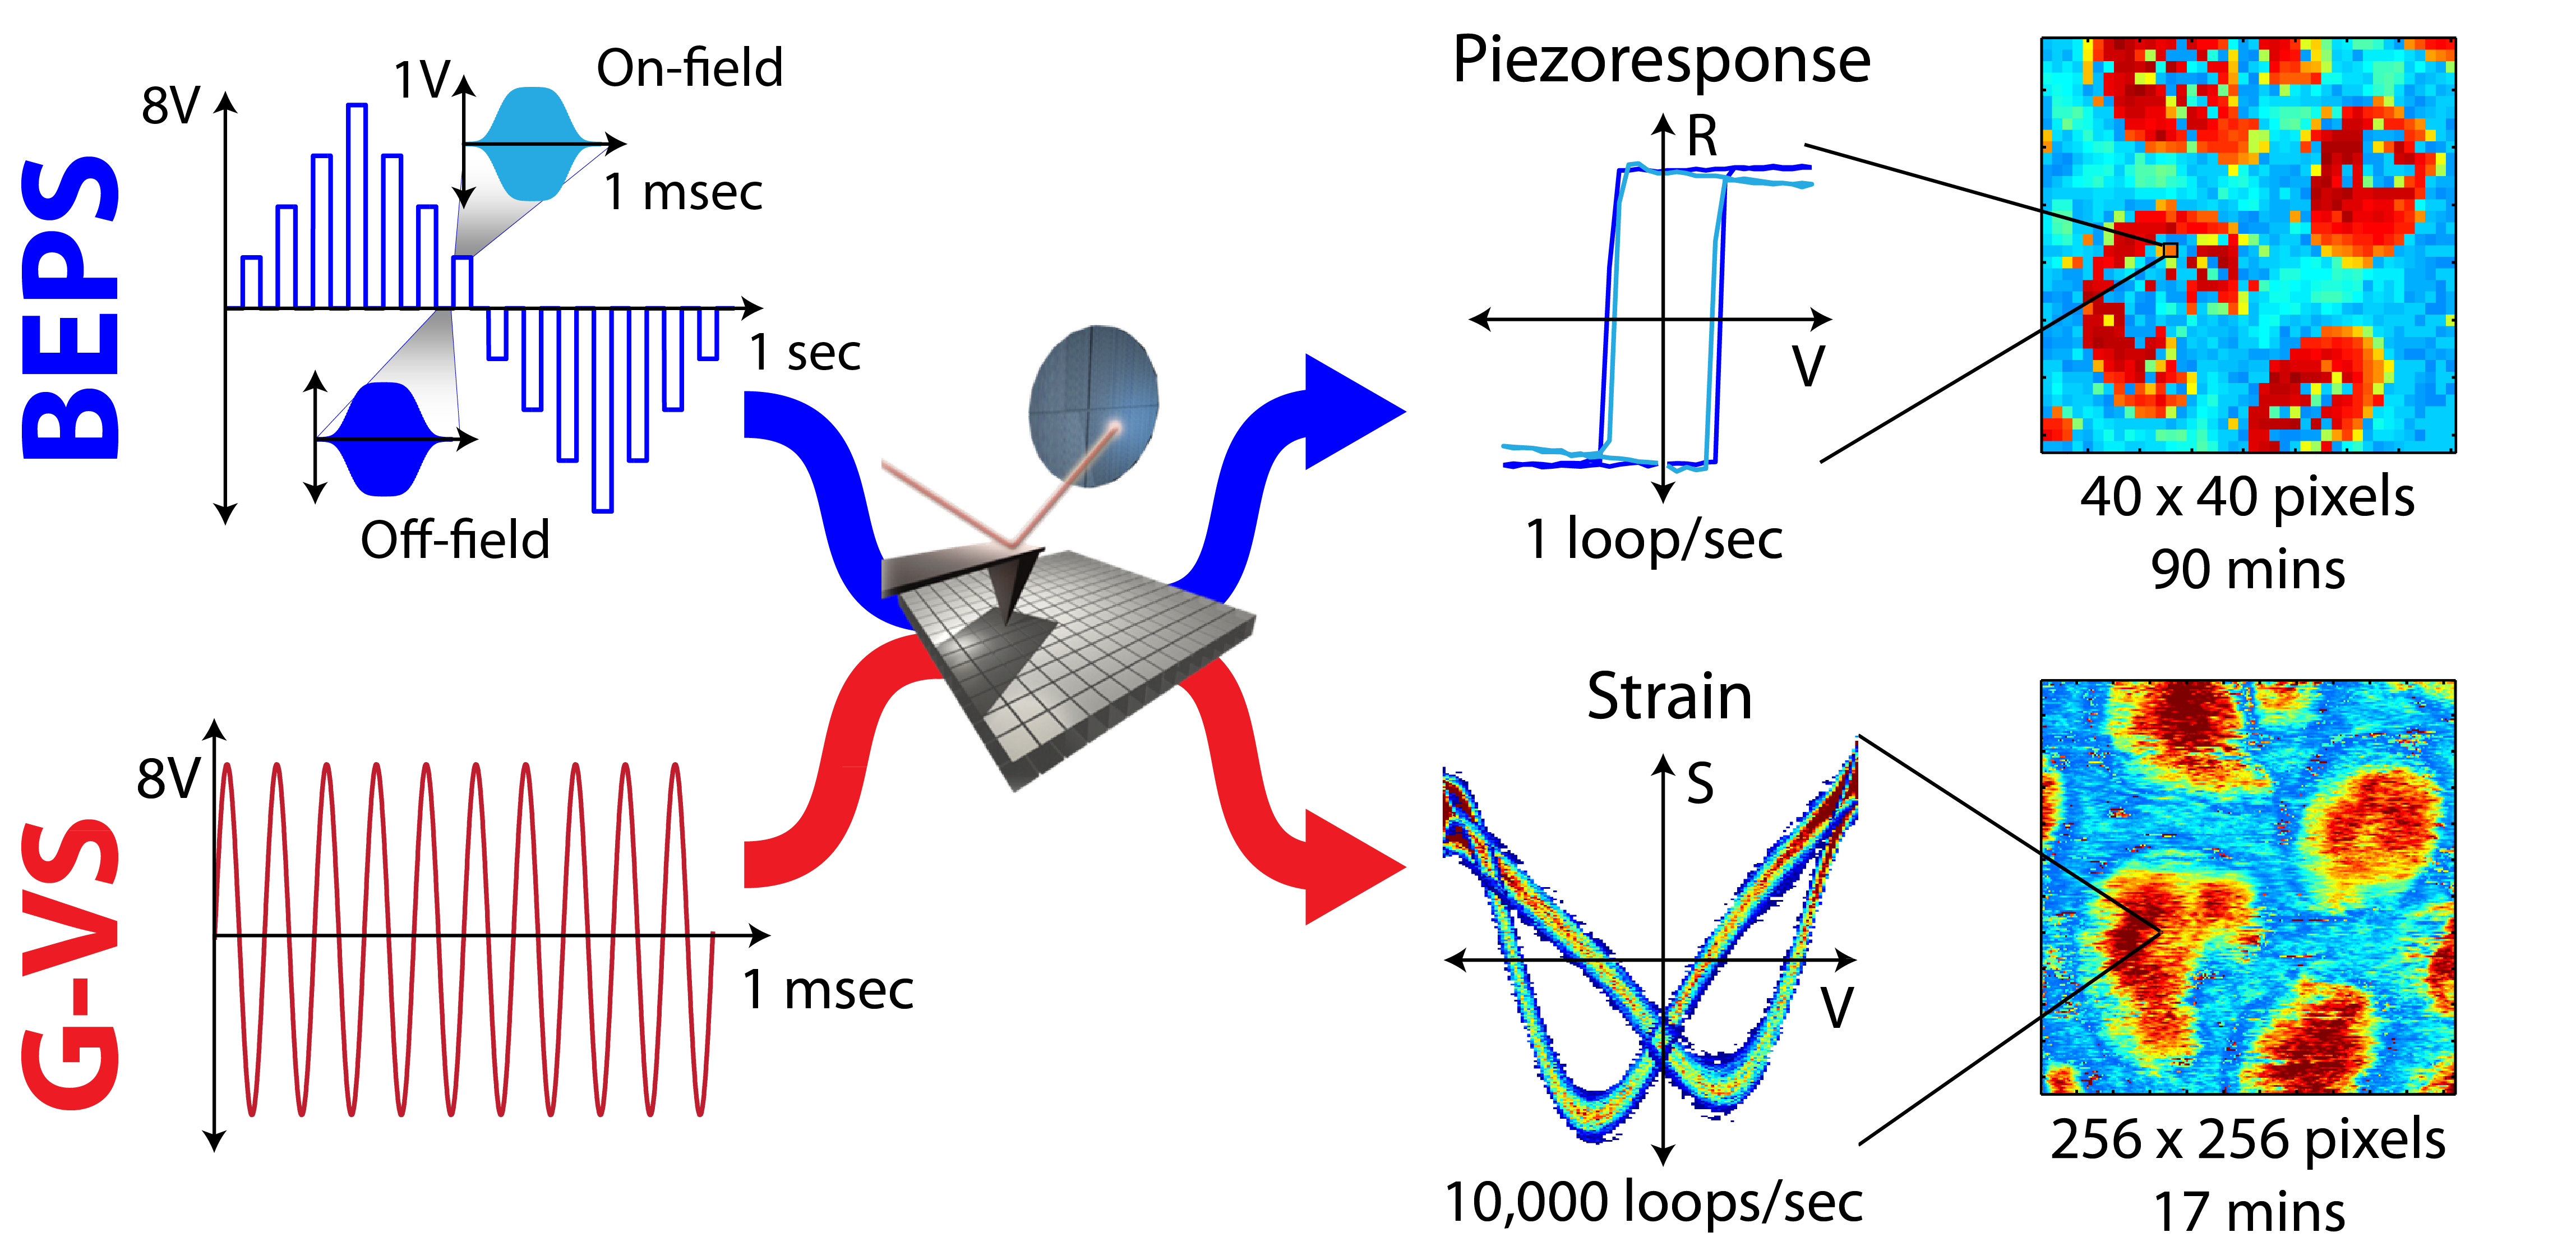 BEPS
8V
1V
On-field
1 msec
1 sec
Off-field
Piezoresponse
R
V
1 loop/sec
40 x 40 pixels
90 mins
G-VS
8V
1 msec
Strain
S
V
10,000 loops/sec
256 x 256 pixels
17 mins